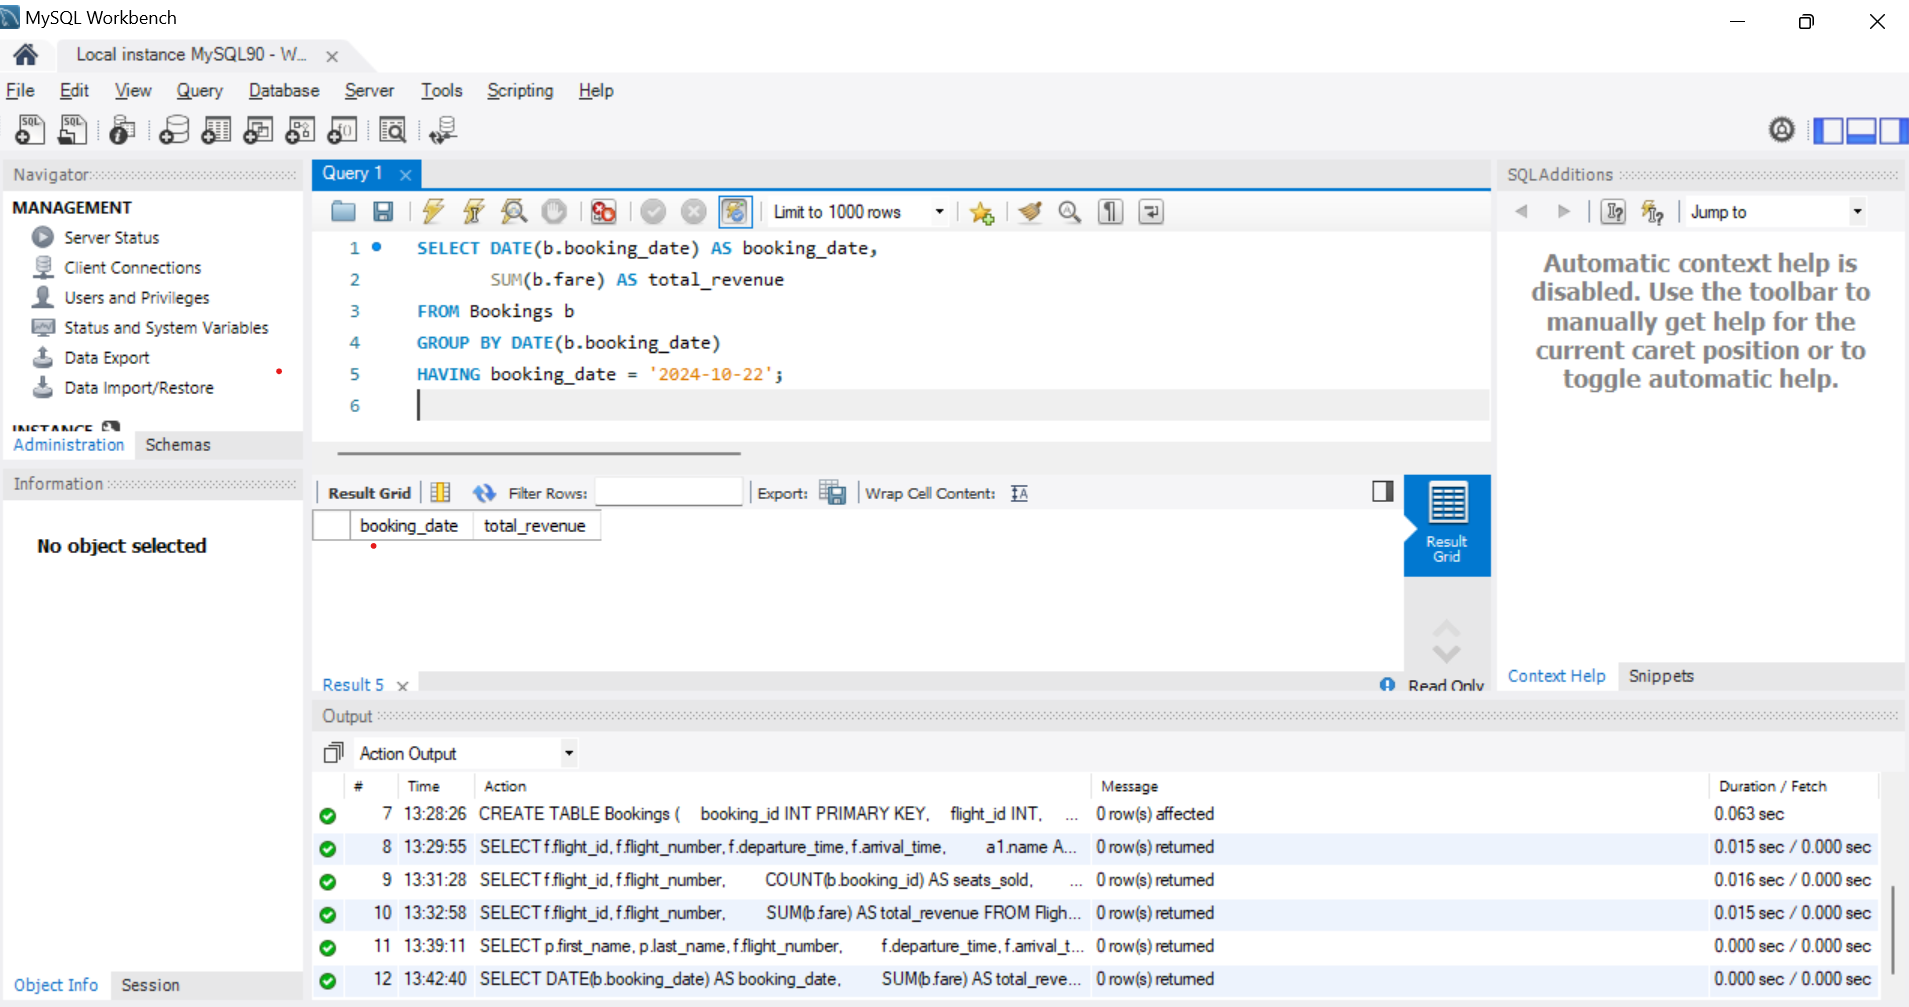 MySQL Workbench
Local instance MySQL90 - W...
File Edit View Query Database Server Tools Scripting Help
Navigator
MANAGEMENT
Server Status
Client Connections
Users and Privileges
Status and System Variables
Data Export
Data Import/Restore
INSTANCE
Administration Schemas
Information
No object selected
Object Info Session
Query 1
Limit to 1000 rows
1 SELECT DATE(b.booking_date) AS booking_date,
2 SUM(b.fare) AS total_revenue
3 FROM Bookings b
4 GROUP BY DATE(b.booking_date)
5 HAVING booking_date = '2024-10-22';
6
Result Grid Filter Rows: Export: Wrap Cell Content:
booking_date total_revenue
Result
Grid
Result 5
Read Only
SQLAdditions
Jump to
Automatic context help is
disabled. Use the toolbar to
manually get help for the
current caret position or to
toggle automatic help.
Context Help Snippets
Output
Action Output
# Time Action Message Duration / Fetch
7 13:28:26 CREATE TABLE Bookings ( booking_id INT PRIMARY KEY, flight_id INT, ... 0 row(s) affected 0.063 sec
8 13:29:55 SELECT f.flight_id, f.flight_number, f.departure_time, f.arrival_time, a1.name A... 0 row(s) returned 0.015 sec / 0.000 sec
9 13:31:28 SELECT f.flight_id, f.flight_number, COUNT(b.booking_id) AS seats_sold, ... 0 row(s) returned 0.016 sec / 0.000 sec
10 13:32:58 SELECT f.flight_id, f.flight_number, SUM(b.fare) AS total_revenue FROM Fligh... 0 row(s) returned 0.015 sec / 0.000 sec
11 13:39:11 SELECT p.first_name, p.last_name, f.flight_number, f.departure_time, f.arrival_t... 0 row(s) returned 0.000 sec / 0.000 sec
12 13:42:40 SELECT DATE(b.booking_date) AS booking_date, SUM(b.fare) AS total_reve... 0 row(s) returned 0.000 sec / 0.000 sec